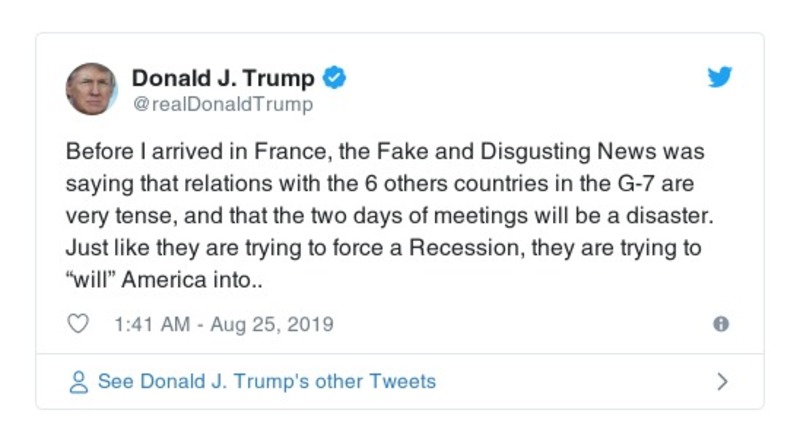 Donald J. Trump
@realDonaldTrump
Before I arrived in France, the Fake and Disgusting News was
saying that relations with the 6 others countries in the G-7 are
very tense, and that the two days of meetings will be a disaster.
Just like they are trying to force a Recession, they are trying to
“will” America into..
1:41 AM - Aug 25, 2019
See Donald J. Trump's other Tweets